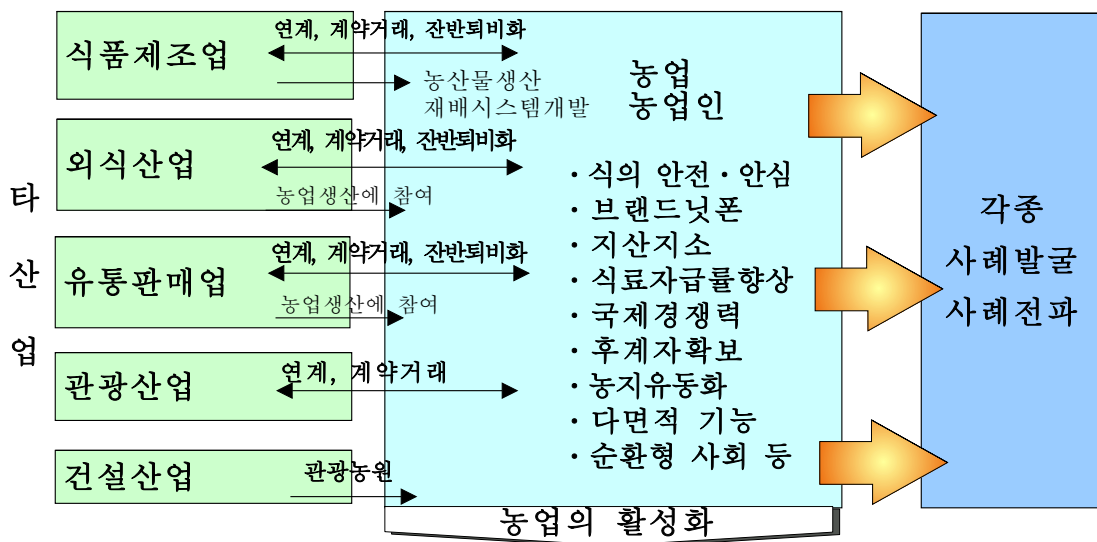 타
산
업
식품제조업
연계, 계약거래, 잔반퇴비화
농산물생산
재배시스템개발
외식산업
연계, 계약거래, 잔반퇴비화
농업생산에 참여
유통판매업
연계, 계약거래, 잔반퇴비화
농업생산에 참여
관광산업
연계, 계약거래
건설산업
관광농원
농업
농업인
·식의 안전·안심
·브랜드닛폰
·지산지소
·식료자급률향상
·국제경쟁력
·후계자확보
·농지유동화
·다면적 기능
·순환형 사회 등
농업의 활성화
각종
사례발굴
사례전파